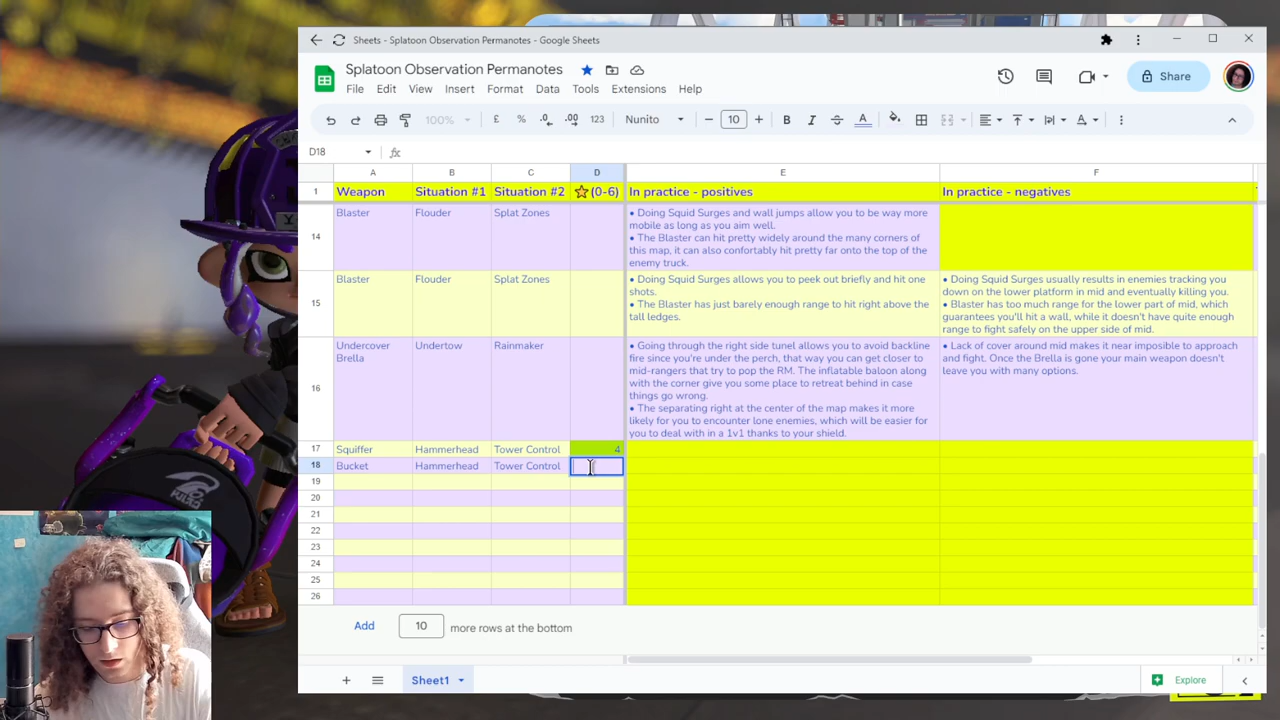 Sheets - Splatoon Observation Permanotes - Google Sheets
Splatoon Observation Permanotes
File Edit View Insert Format Data Tools Extensions Help
Share
100% £ % .0 .00 123 Nunito 10 B I A
D18 fx
A B C D E F
1 Weapon Situation #1 Situation #2 ⭐(0-6) In practice - positives In practice - negatives
14 Blaster Flouder Splat Zones
• Doing Squid Surges and wall jumps allow you to be way more
mobile as long as you aim well.
• The Blaster can hit pretty widely around the many corners of
this map, it can also confortably hit pretty far onto the top of the
enemy truck.
15 Blaster Flouder Splat Zones
• Doing Squid Surges allows you to peek out briefly and hit one
shots.
• The Blaster has just barely enough range to hit right above the
tall ledges.
• Doing Squid Surges usually results in enemies tracking you
down on the lower platform in mid and eventually killing you.
• Blaster has too much range for the lower part of mid, which
guarantees you'll hit a wall, while it doesn't have quite enough
range to fight safely on the upper side of mid.
16 Undercover
Brella
Undertow Rainmaker
• Going through the right side tunnel allows you to avoid backline
fire since you're under the perch, that way you can get closer to
mid-rangers that try to pop the RM. The inflatable baloon along
with the corner give you some place to retreat behind in case
things go wrong.
• The separating right at the center of the map makes it more
likely for you to encounter lone enemies, which will be easier for
you to deal with in a 1v1 thanks to your shield.
• Lack of cover around mid makes it near imposible to approach
and fight. Once the Brella is gone your main weapon doesn't
leave you with many options.
17 Squiffer Hammerhead Tower Control 4
18 Bucket Hammerhead Tower Control
19
20
21
22
23
24
25
26
Add 10 more rows at the bottom
Sheet1
Explore